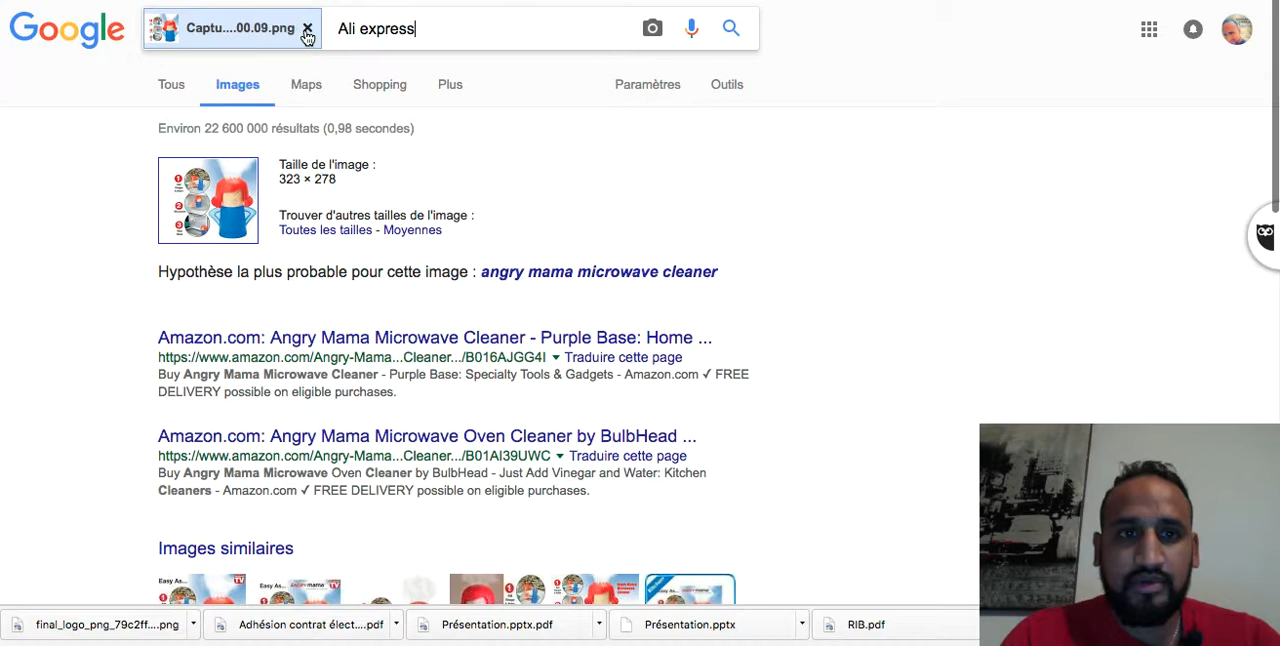 Google
Captu....00.09.png × Ali express
Tous Images Maps Shopping Plus Paramètres Outils
Environ 22 600 000 résultats (0,98 secondes)
Taille de l'image :
323 × 278
Trouver d'autres tailles de l'image :
Toutes les tailles - Moyennes
Hypothèse la plus probable pour cette image : angry mama microwave cleaner
Amazon.com: Angry Mama Microwave Cleaner - Purple Base: Home ...
https://www.amazon.com/Angry-Mama...Cleaner.../B016AJGG4I ▾ Traduire cette page
Buy Angry Mama Microwave Cleaner - Purple Base: Specialty Tools & Gadgets - Amazon.com ✓ FREE
DELIVERY possible on eligible purchases.
Amazon.com: Angry Mama Microwave Oven Cleaner by BulbHead ...
https://www.amazon.com/Angry-Mama...Cleaner.../B01AI39UWC ▾ Traduire cette page
Buy Angry Mama Microwave Oven Cleaner by BulbHead - Just Add Vinegar and Water: Kitchen
Cleaners - Amazon.com ✓ FREE DELIVERY possible on eligible purchases.
Images similaires
final_logo_png_79c2ff....png Adhésion contrat élect....pdf Présentation.pptx.pdf Présentation.pptx RIB.pdf